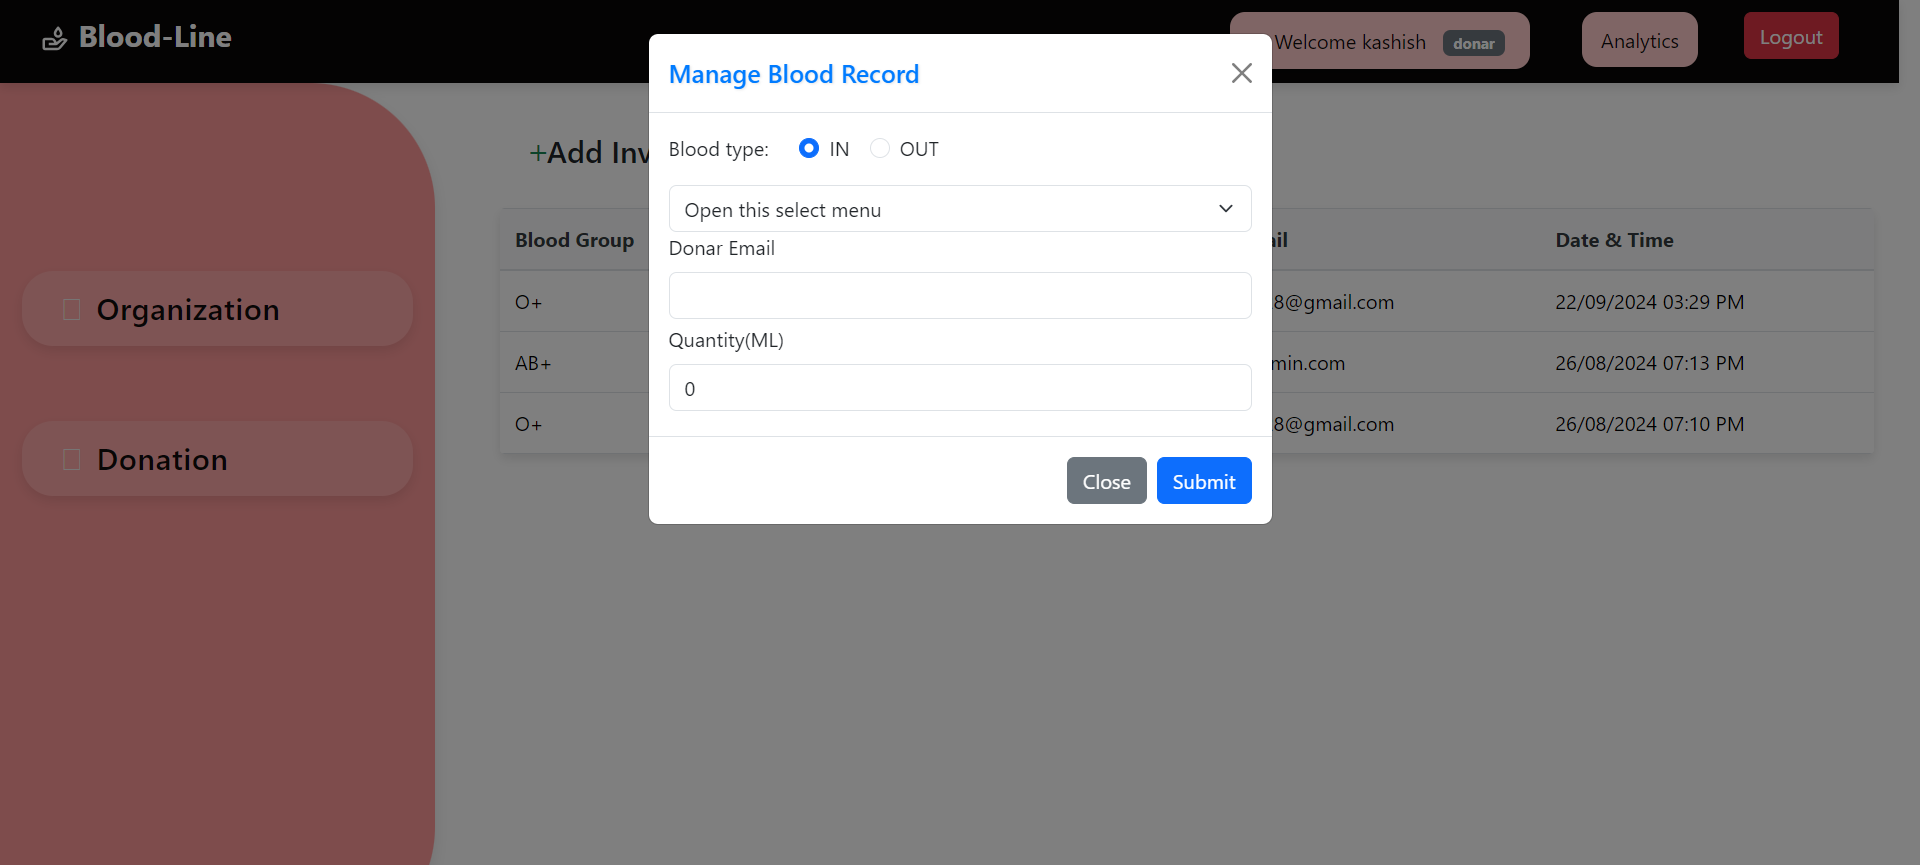 Blood-Line
Welcome kashish donar
Analytics
Logout
Manage Blood Record
Blood type: IN OUT
Open this select menu
Donar Email
Quantity(ML)
0
Close Submit
+Add Inv
Organization
Donation
Blood Group il Date & Time
O+ 8@gmail.com 22/09/2024 03:29 PM
AB+ min.com 26/08/2024 07:13 PM
O+ 8@gmail.com 26/08/2024 07:10 PM